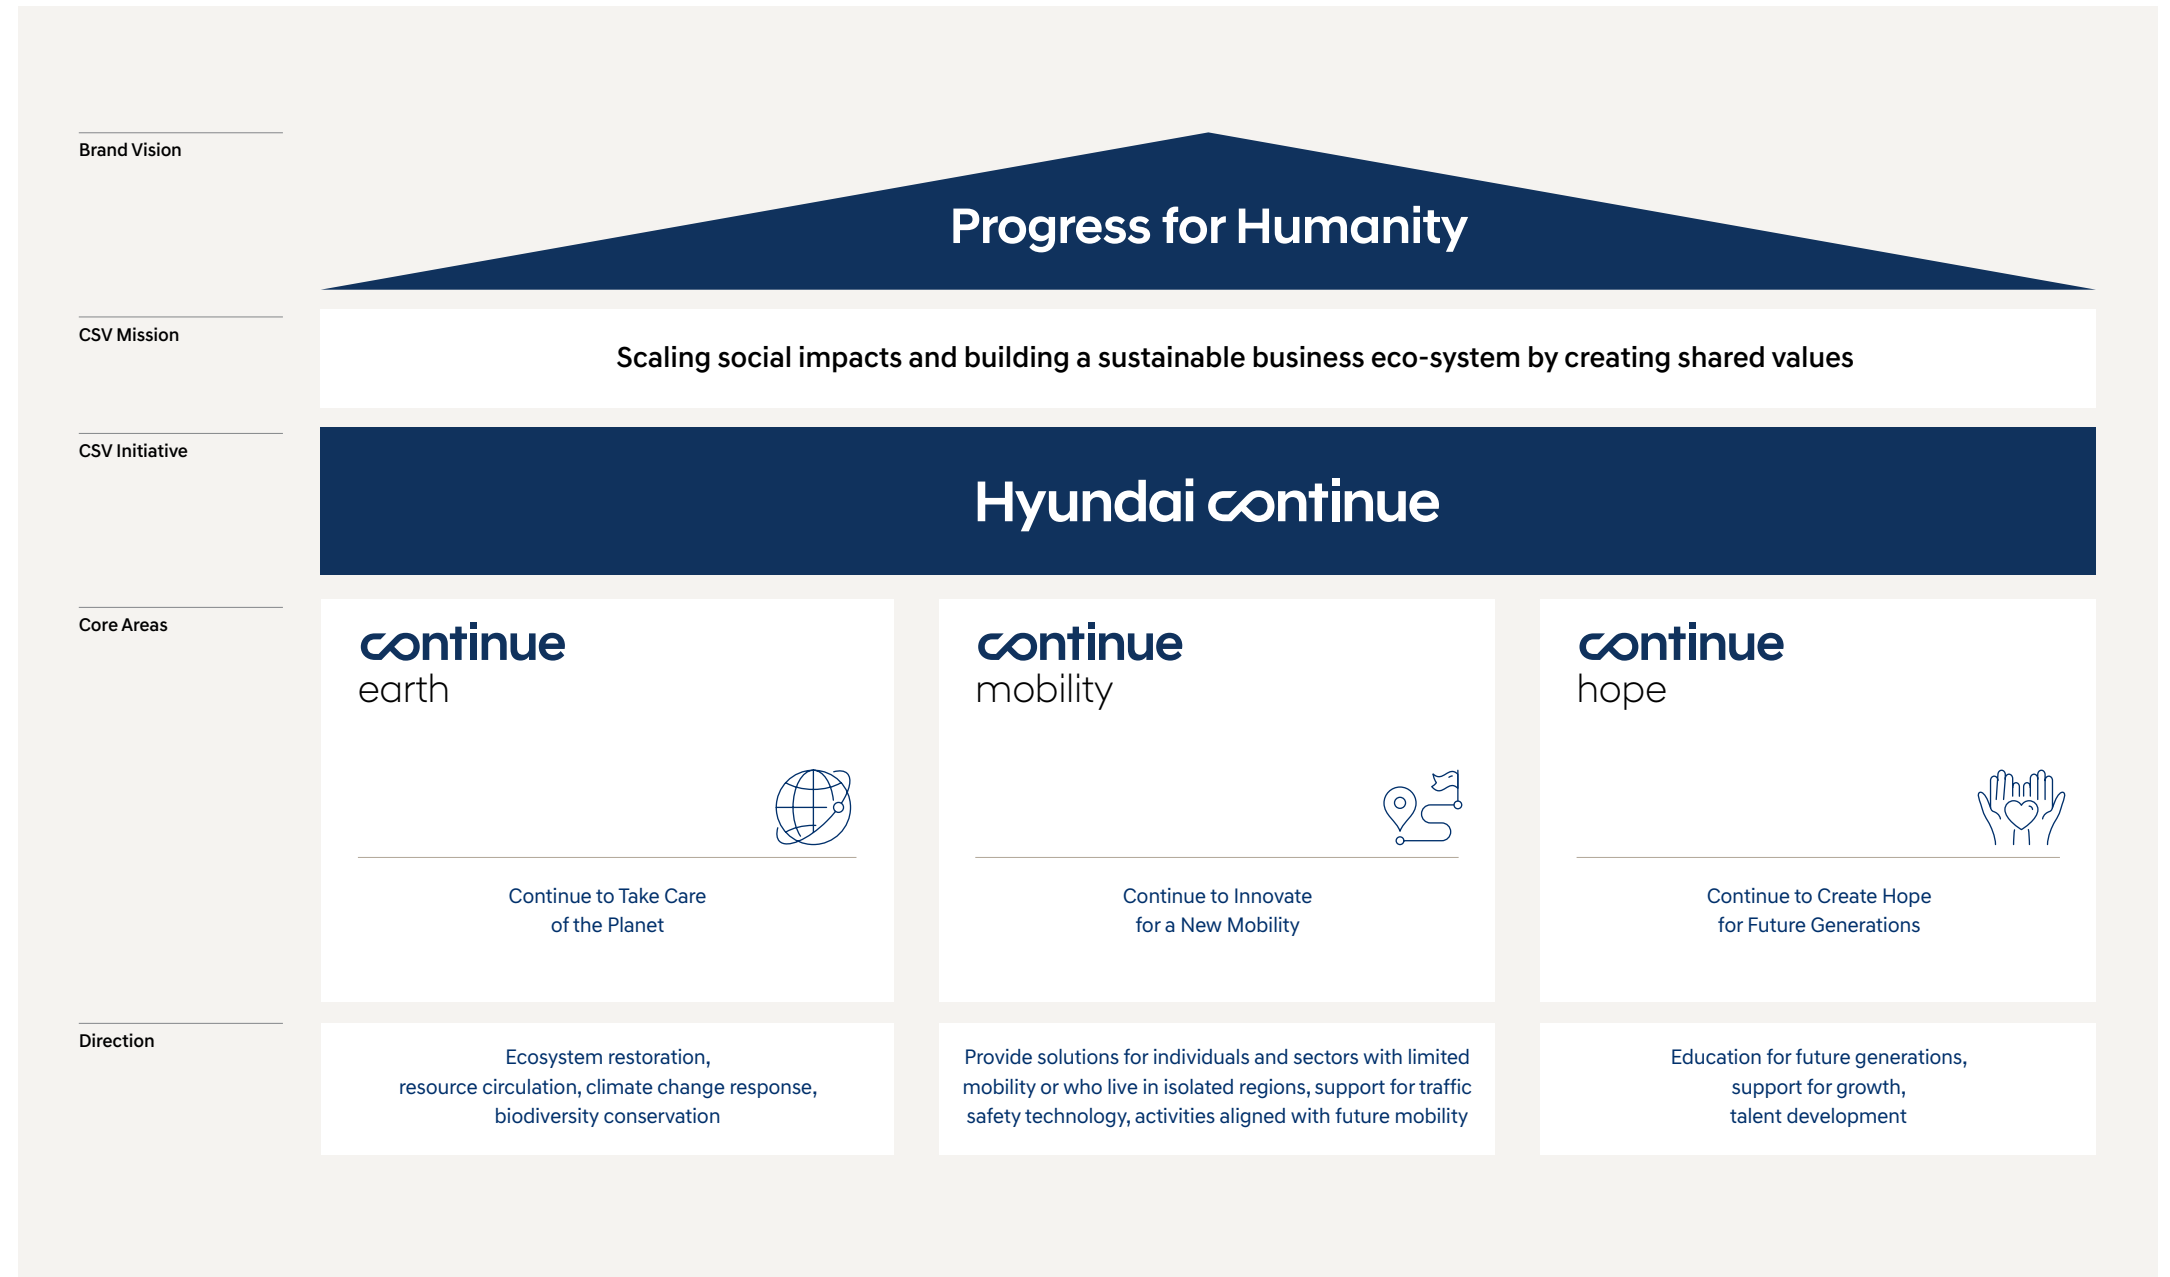 Brand Vision
Progress for Humanity
CSV Mission
Scaling social impacts and building a sustainable business eco-system by creating shared values
CSV Initiative
Hyundai continue
Core Areas
continue
earth
Continue to Take Care
of the Planet
continue
mobility
Continue to Innovate
for a New Mobility
continue
hope
Continue to Create Hope
for Future Generations
Direction
Ecosystem restoration,
resource circulation, climate change response,
biodiversity conservation
Provide solutions for individuals and sectors with limited
mobility or who live in isolated regions, support for traffic
safety technology, activities aligned with future mobility
Education for future generations,
support for growth,
talent development